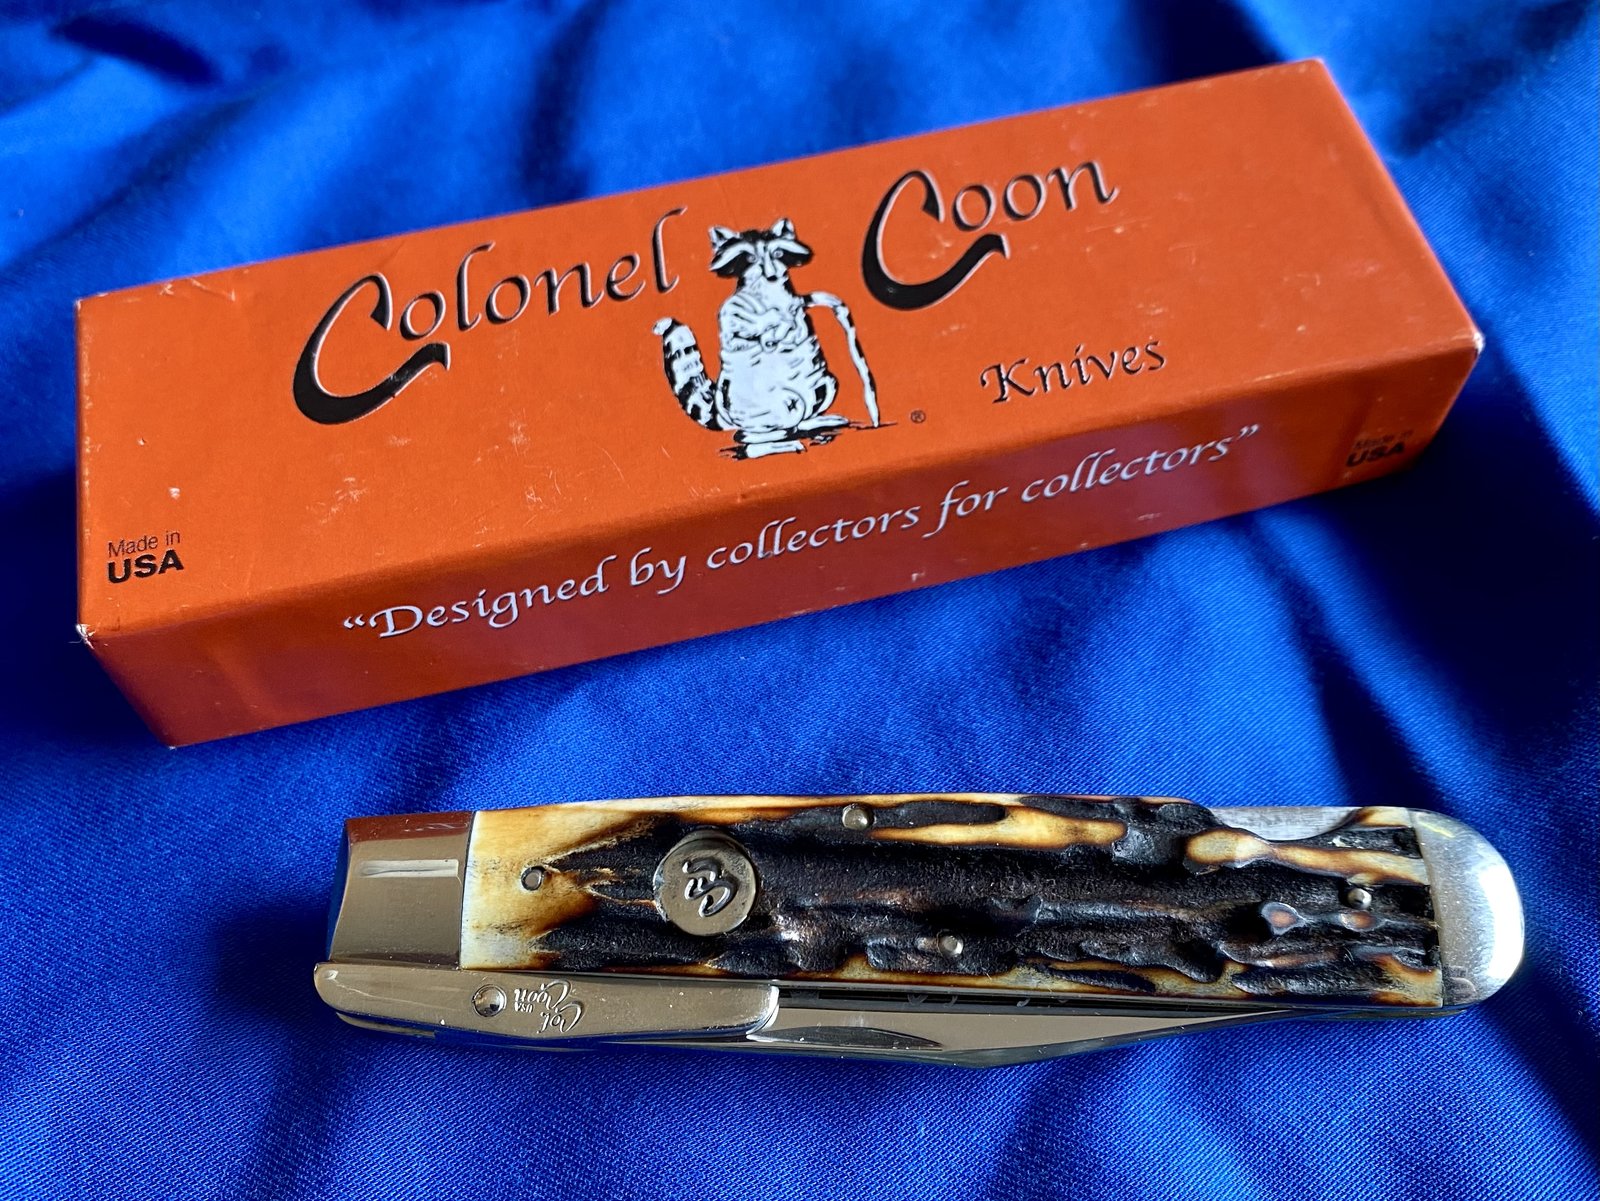 Colonel Coon
®
Knives
Made in
USA
Made in
USA
“Designed by collectors for collectors”
Col.
Coon
USA